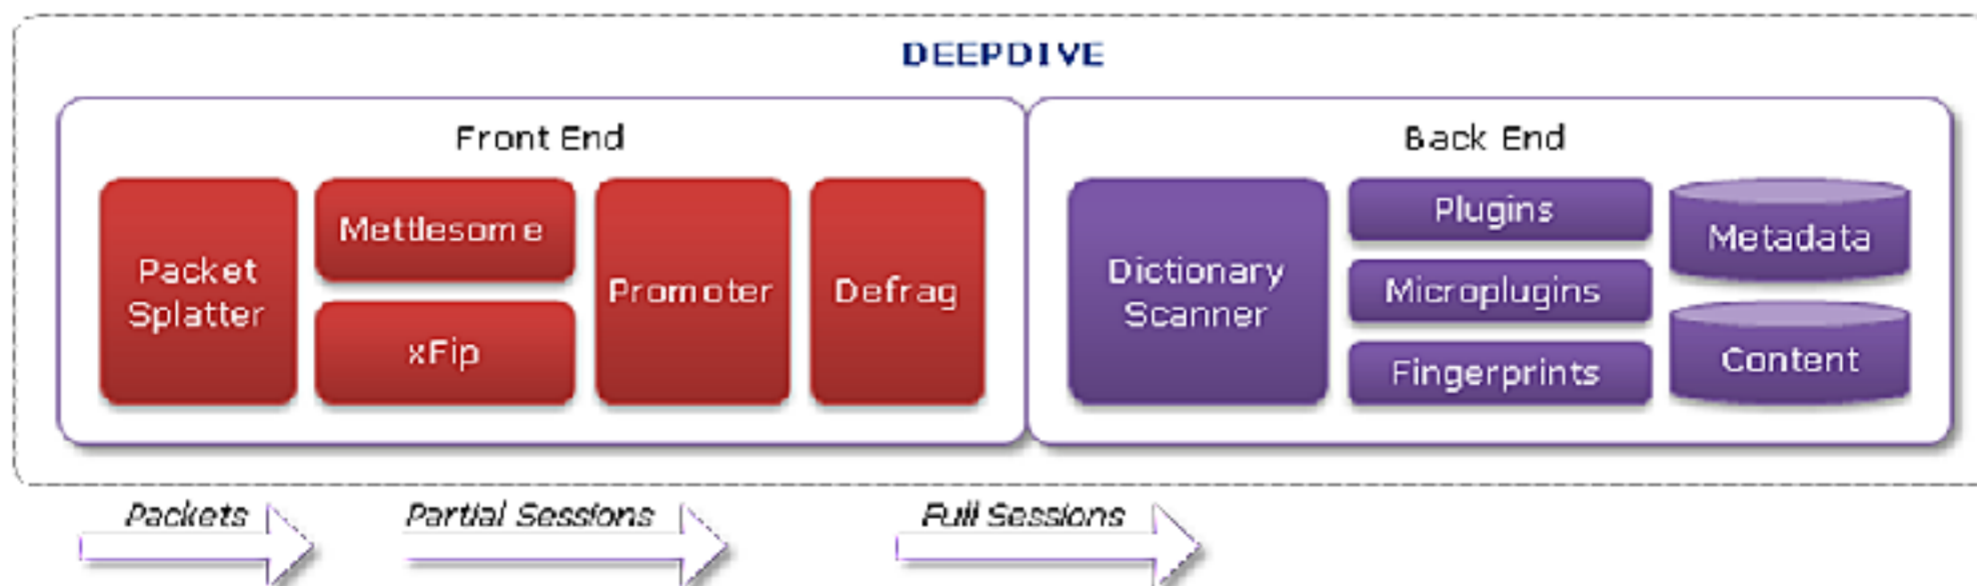 DEEPDIVE
Front End
Packet
Splatter
Mettlesome
xFip
Promoter
Defrag
Back End
Dictionary
Scanner
Plugins
Microplugins
Fingerprints
Metadata
Content
Packets
Partial Sessions
Full Sessions